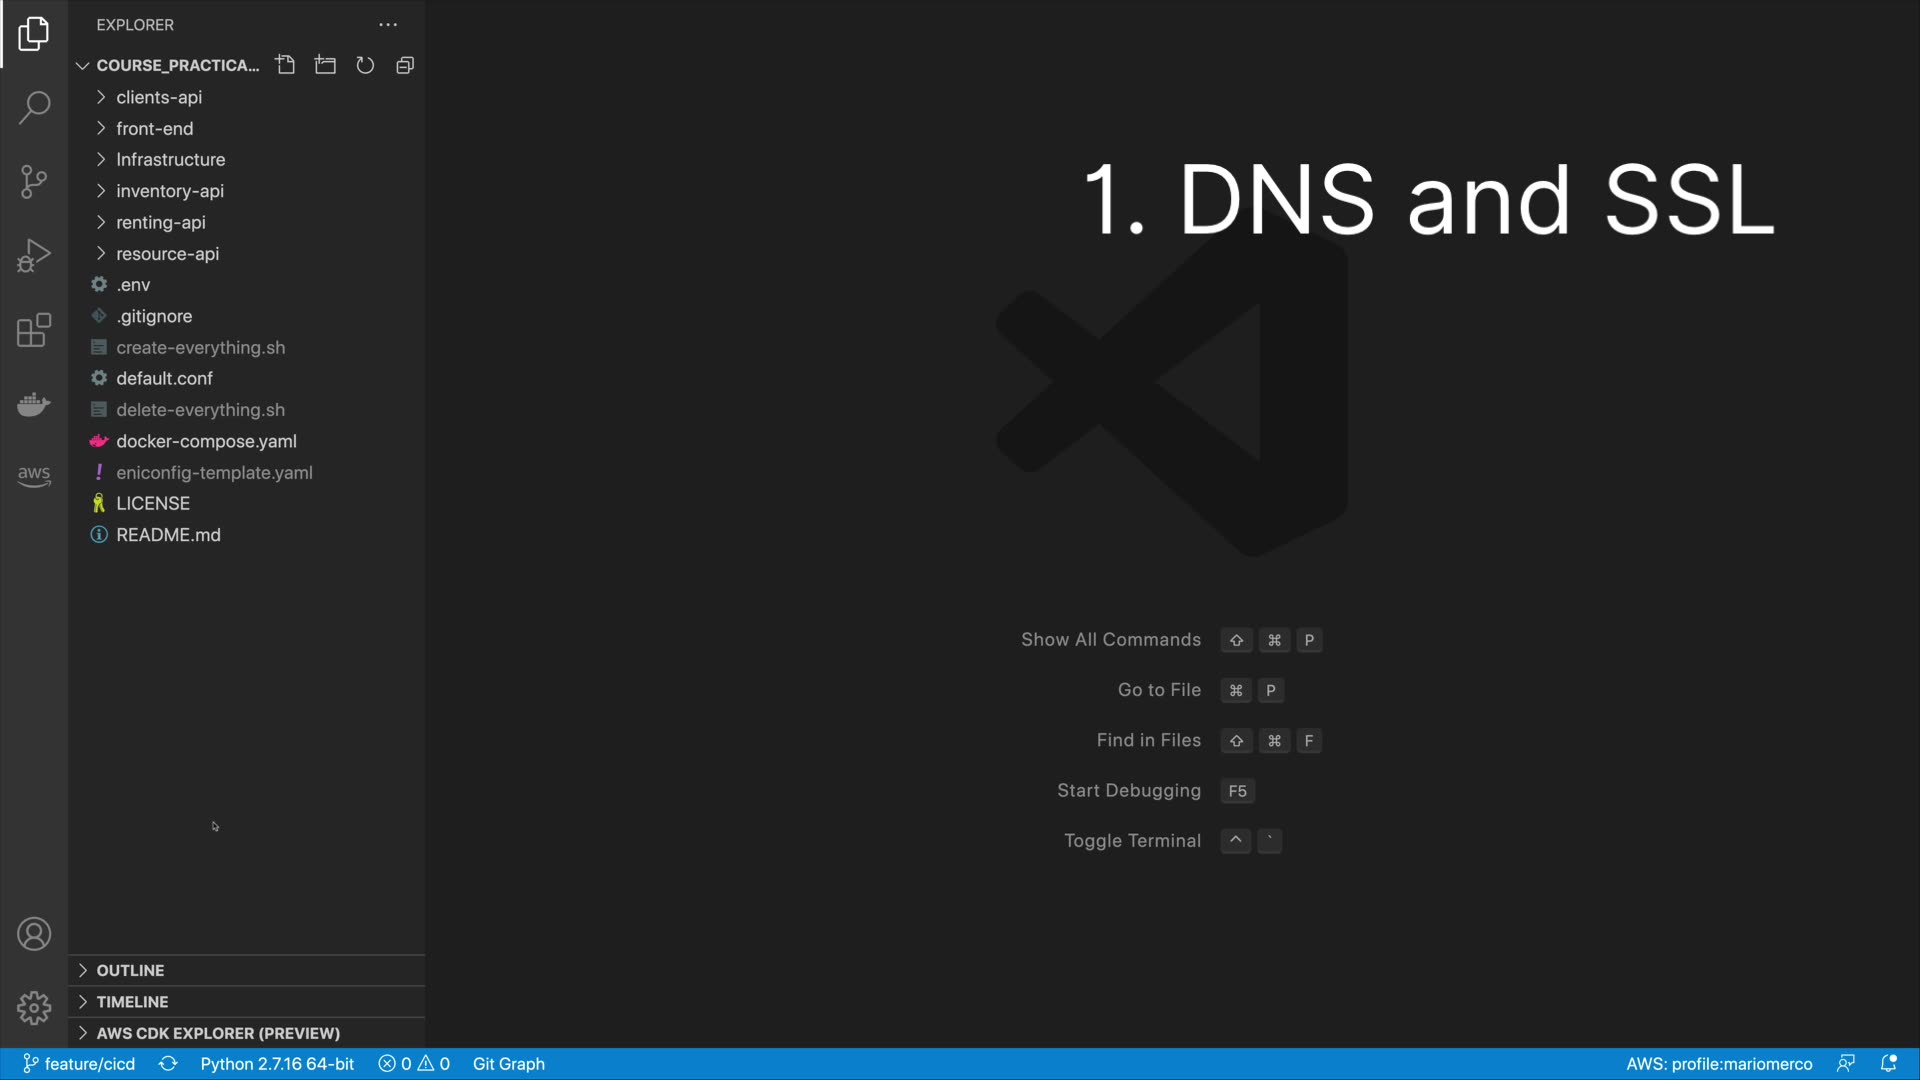 EXPLORER
COURSE_PRACTICA...
clients-api
front-end
Infrastructure
inventory-api
renting-api
resource-api
.env
.gitignore
create-everything.sh
default.conf
delete-everything.sh
docker-compose.yaml
eniconfig-template.yaml
LICENSE
README.md
aws
OUTLINE
TIMELINE
AWS CDK EXPLORER (PREVIEW)
1. DNS and SSL
Show All Commands ⇧ ⌘ P
Go to File ⌘ P
Find in Files ⇧ ⌘ F
Start Debugging F5
Toggle Terminal ^ `
feature/cicd Python 2.7.16 64-bit 0 0 Git Graph AWS: profile:mariomerco